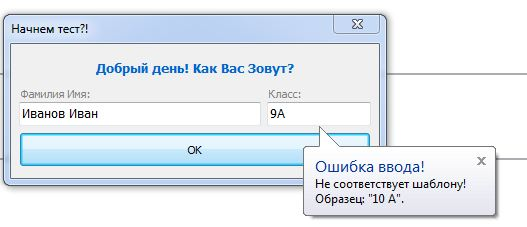 Начнем тест?!
Добрый день! Как Вас Зовут?
Фамилия Имя:
Класс:
Иванов Иван
9А
ОК
Ошибка ввода!
Не соответствует шаблону!
Образец: "10 А".